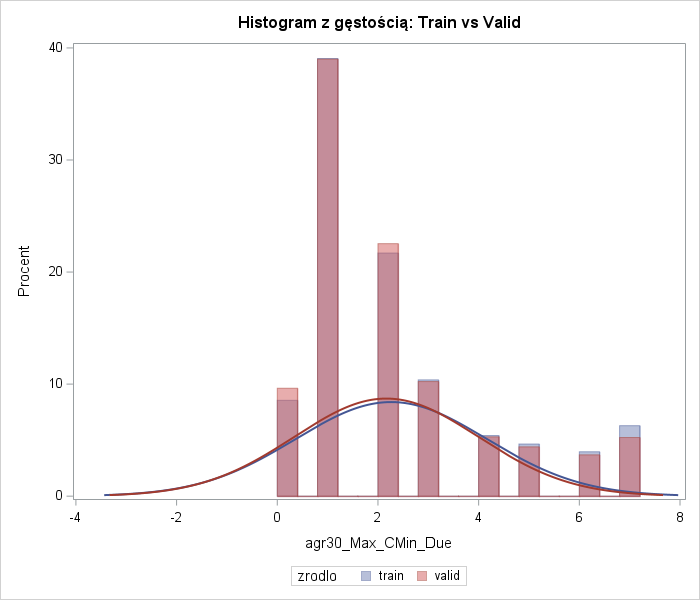 Histogram z gęstością: Train vs Valid
40
30
20
10
0
Procent
-4 -2 0 2 4 6 8
agr30_Max_CMin_Due
zrodlo train valid